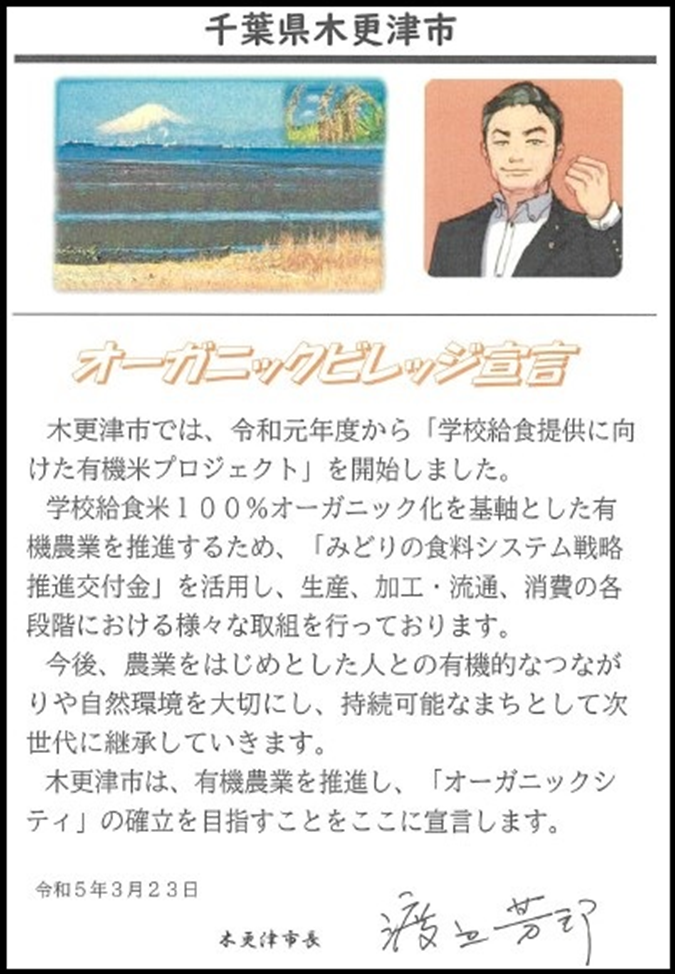 千葉県木更津市
オーガニックビレッジ宣言
木更津市では、令和元年度から「学校給食提供に向
けた有機米プロジェクト」を開始しました。
学校給食米１００％オーガニック化を基軸とした有
機農業を推進するため、「みどりの食料システム戦略
推進交付金」を活用し、生産、加工・流通、消費の各
段階における様々な取組を行っております。
今後、農業をはじめとした人との有機的なつなが
りや自然環境を大切にし、持続可能なまちとして次
世代に継承していきます。
木更津市は、有機農業を推進し、「オーガニックシ
ティ」の確立を目指すことをここに宣言します。
令和５年３月２３日
木更津市長 渡辺芳邦